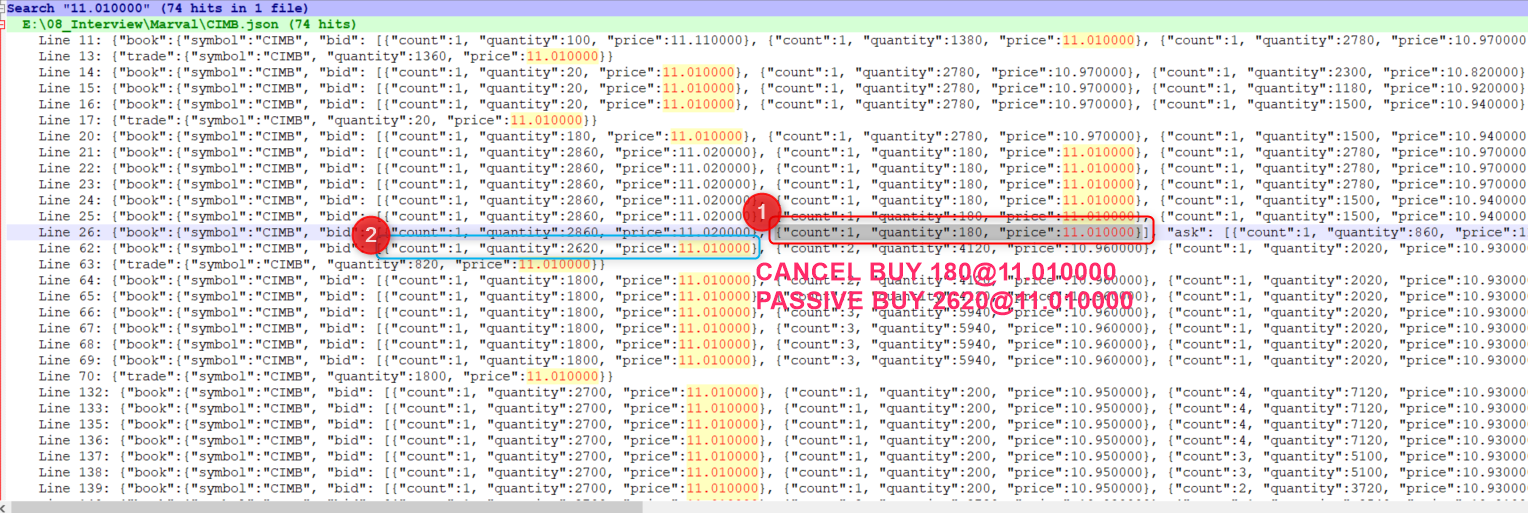 Search "11.010000" (74 hits in 1 file)
E:\08_Interview\Marval\CIMB.json (74 hits)
Line 11: {"book":{"symbol":"CIMB", "bid": [{"count":1, "quantity":100, "price":11.110000}, {"count":1, "quantity":1380, "price":11.010000}, {"count":1, "quantity":2780, "price":10.970000}
Line 13: {"trade":{"symbol":"CIMB", "quantity":1360, "price":11.010000}}
Line 14: {"book":{"symbol":"CIMB", "bid": [{"count":1, "quantity":20, "price":11.010000}, {"count":1, "quantity":2780, "price":10.970000}, {"count":1, "quantity":2300, "price":10.820000}
Line 15: {"book":{"symbol":"CIMB", "bid": [{"count":1, "quantity":20, "price":11.010000}, {"count":1, "quantity":2780, "price":10.970000}, {"count":1, "quantity":1180, "price":10.920000}
Line 16: {"book":{"symbol":"CIMB", "bid": [{"count":1, "quantity":20, "price":11.010000}, {"count":1, "quantity":2780, "price":10.970000}, {"count":1, "quantity":1500, "price":10.940000}
Line 17: {"trade":{"symbol":"CIMB", "quantity":20, "price":11.010000}}
Line 20: {"book":{"symbol":"CIMB", "bid": [{"count":1, "quantity":180, "price":11.010000}, {"count":1, "quantity":2780, "price":10.970000}, {"count":1, "quantity":1500, "price":10.940000}
Line 21: {"book":{"symbol":"CIMB", "bid": [{"count":1, "quantity":2860, "price":11.020000}, {"count":1, "quantity":180, "price":11.010000}, {"count":1, "quantity":2780, "price":10.970000
Line 22: {"book":{"symbol":"CIMB", "bid": [{"count":1, "quantity":2860, "price":11.020000}, {"count":1, "quantity":180, "price":11.010000}, {"count":1, "quantity":2780, "price":10.970000
Line 23: {"book":{"symbol":"CIMB", "bid": [{"count":1, "quantity":2860, "price":11.020000}, {"count":1, "quantity":180, "price":11.010000}, {"count":1, "quantity":2780, "price":10.970000
Line 24: {"book":{"symbol":"CIMB", "bid": [{"count":1, "quantity":2860, "price":11.020000}, {"count":1, "quantity":180, "price":11.010000}, {"count":1, "quantity":1500, "price":10.940000
Line 25: {"book":{"symbol":"CIMB", "bid": [{"count":1, "quantity":2860, "price":11.020000}, {"count":1, "quantity":180, "price":11.010000}, {"count":1, "quantity":1500, "price":10.940000
1
Line 26: {"book":{"symbol":"CIMB", "bid": [{"count":1, "quantity":2860, "price":11.020000}, {"count":1, "quantity":180, "price":11.010000}], "ask": [{"count":1, "quantity":860, "price":1
2
Line 62: {"book":{"symbol":"CIMB", "bid": [{"count":1, "quantity":2620, "price":11.010000}, {"count":2, "quantity":4120, "price":10.960000}, {"count":1, "quantity":2020, "price":10.93000
Line 63: {"trade":{"symbol":"CIMB", "quantity":820, "price":11.010000}}
CANCEL BUY 180@11.010000
PASSIVE BUY 2620@11.010000
Line 64: {"book":{"symbol":"CIMB", "bid": [{"count":1, "quantity":1800, "price":11.010000}, 10.960000}, {"count":1, "quantity":2020, "price":10.93000
Line 65: {"book":{"symbol":"CIMB", "bid": [{"count":1, "quantity":1800, "price":11.010000}, {"count":1, "quantity":2020, "price":10.93000
Line 66: {"book":{"symbol":"CIMB", "bid": [{"count":1, "quantity":1800, "price":11.010000}, {"count":3, "quantity":5940, "price":10.960000}, {"count":1, "quantity":2020, "price":10.93000
Line 67: {"book":{"symbol":"CIMB", "bid": [{"count":1, "quantity":1800, "price":11.010000}, {"count":3, "quantity":5940, "price":10.960000}, {"count":1, "quantity":2020, "price":10.93000
Line 68: {"book":{"symbol":"CIMB", "bid": [{"count":1, "quantity":1800, "price":11.010000}, {"count":3, "quantity":5940, "price":10.960000}, {"count":1, "quantity":2020, "price":10.93000
Line 69: {"book":{"symbol":"CIMB", "bid": [{"count":1, "quantity":1800, "price":11.010000}, {"count":3, "quantity":5940, "price":10.960000}, {"count":1, "quantity":2020, "price":10.93000
Line 70: {"trade":{"symbol":"CIMB", "quantity":1800, "price":11.010000}}
Line 132: {"book":{"symbol":"CIMB", "bid": [{"count":1, "quantity":2700, "price":11.010000}, {"count":1, "quantity":200, "price":10.950000}, {"count":4, "quantity":7120, "price":10.93000
Line 133: {"book":{"symbol":"CIMB", "bid": [{"count":1, "quantity":2700, "price":11.010000}, {"count":1, "quantity":200, "price":10.950000}, {"count":4, "quantity":7120, "price":10.93000
Line 135: {"book":{"symbol":"CIMB", "bid": [{"count":1, "quantity":2700, "price":11.010000}, {"count":1, "quantity":200, "price":10.950000}, {"count":4, "quantity":7120, "price":10.93000
Line 136: {"book":{"symbol":"CIMB", "bid": [{"count":1, "quantity":2700, "price":11.010000}, {"count":1, "quantity":200, "price":10.950000}, {"count":4, "quantity":7120, "price":10.93000
Line 137: {"book":{"symbol":"CIMB", "bid": [{"count":1, "quantity":2700, "price":11.010000}, {"count":1, "quantity":200, "price":10.950000}, {"count":3, "quantity":5100, "price":10.93000
Line 138: {"book":{"symbol":"CIMB", "bid": [{"count":1, "quantity":2700, "price":11.010000}, {"count":1, "quantity":200, "price":10.950000}, {"count":3, "quantity":5100, "price":10.93000
Line 139: {"book":{"symbol":"CIMB", "bid": [{"count":1, "quantity":2700, "price":11.010000}, {"count":1, "quantity":200, "price":10.950000}, {"count":2, "quantity":3720, "price":10.93000